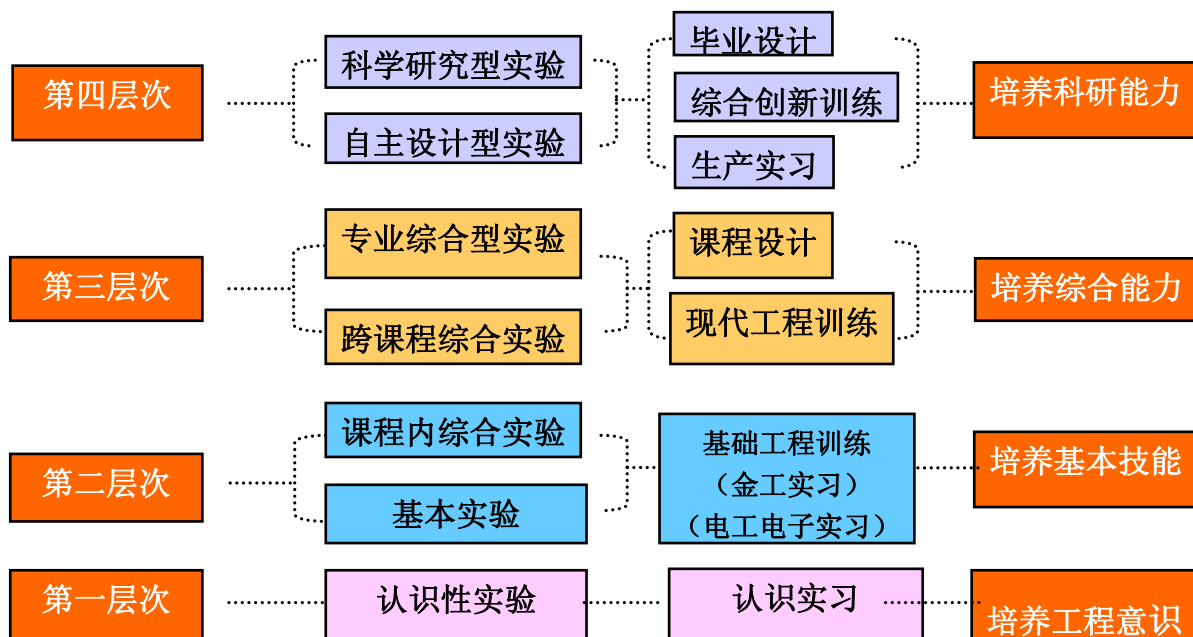 第四层次
科学研究型实验
自主设计型实验
毕业设计
综合创新训练
生产实习
培养科研能力
第三层次
专业综合型实验
跨课程综合实验
课程设计
现代工程训练
培养综合能力
第二层次
课程内综合实验
基本实验
基础工程训练
（金工实习）
（电工电子实习）
培养基本技能
第一层次
认识性实验
认识实习
培养工程意识